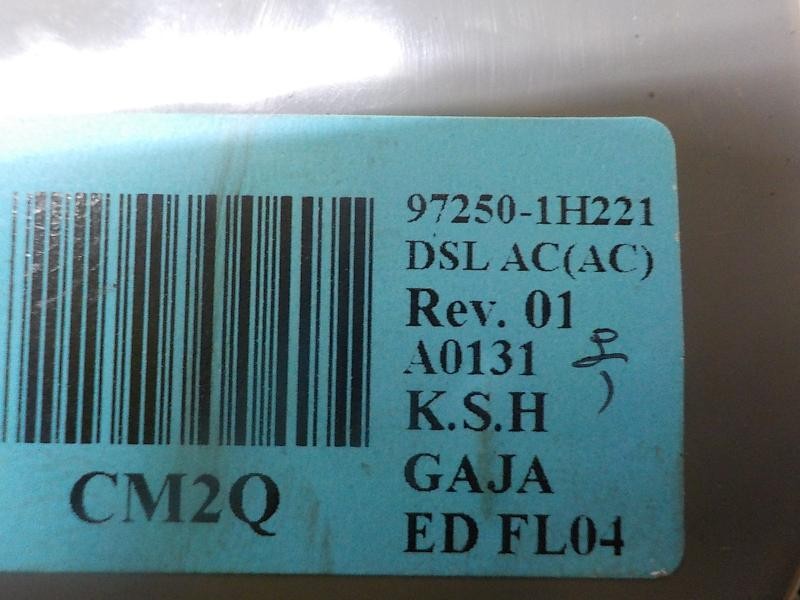 97250-1H221
DSL AC(AC)
Rev. 01
A0131
K.S.H
GAJA
ED FL04
CM2Q